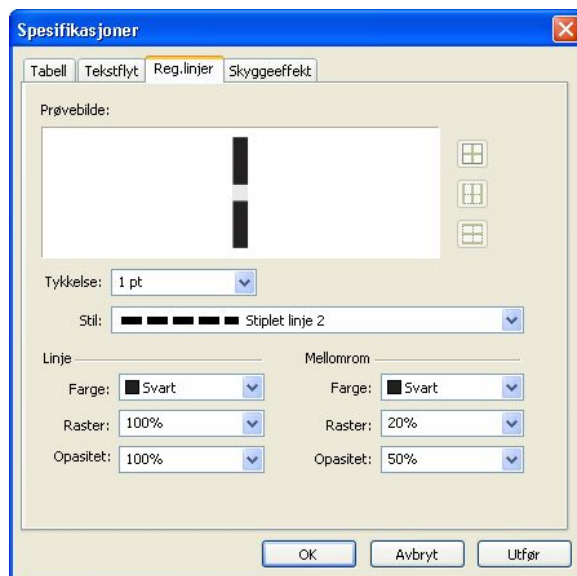 Spesifikasjoner
Tabell Tekstflyt Reg.linjer Skyggeeffekt
Prøvebilde:
Tykkelse: 1 pt
Stil: Stiplet linje 2
Linje Mellomrom
Farge: Svart Farge: Svart
Raster: 100% Raster: 20%
Opasitet: 100% Opasitet: 50%
OK Avbryt Utfør